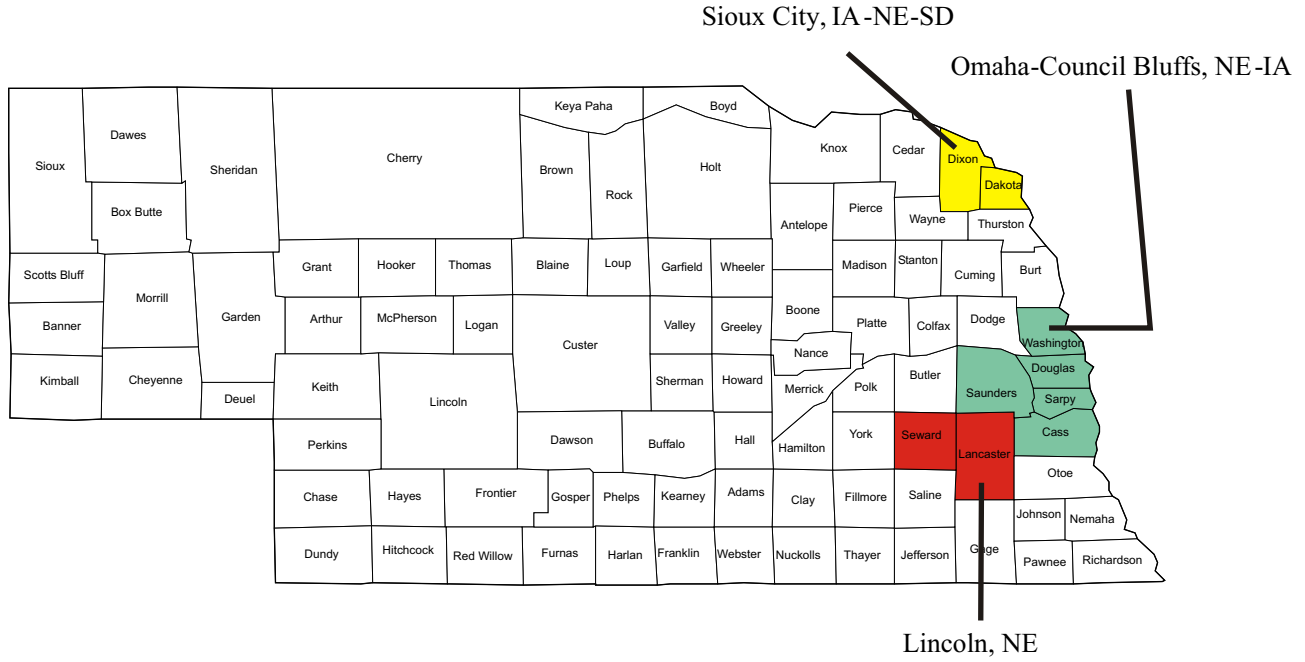 Sioux City, IA-NE-SD
Omaha-Council Bluffs, NE-IA
Keya Paha
Boyd
Dawes
Sioux
Sheridan
Cherry
Brown
Rock
Holt
Knox
Cedar
Dixon
Dakota
Box Butte
Antelope
Pierce
Wayne
Thurston
Scotts Bluff
Morrill
Garden
Grant
Hooker
Thomas
Blaine
Loup
Garfield
Wheeler
Madison
Stanton
Cuming
Burt
Banner
Arthur
McPherson
Logan
Custer
Valley
Greeley
Boone
Platte
Colfax
Dodge
Washington
Nance
Kimball
Cheyenne
Deuel
Keith
Lincoln
Sherman
Howard
Merrick
Polk
Butler
Saunders
Douglas
Sarpy
Perkins
Dawson
Buffalo
Hall
Hamilton
York
Seward
Lancaster
Cass
Otoe
Chase
Hayes
Frontier
Gosper
Phelps
Kearney
Adams
Clay
Fillmore
Saline
Johnson
Nemaha
Dundy
Hitchcock
Red Willow
Furnas
Harlan
Franklin
Webster
Nuckolls
Thayer
Jefferson
Gage
Pawnee
Richardson
Lincoln, NE